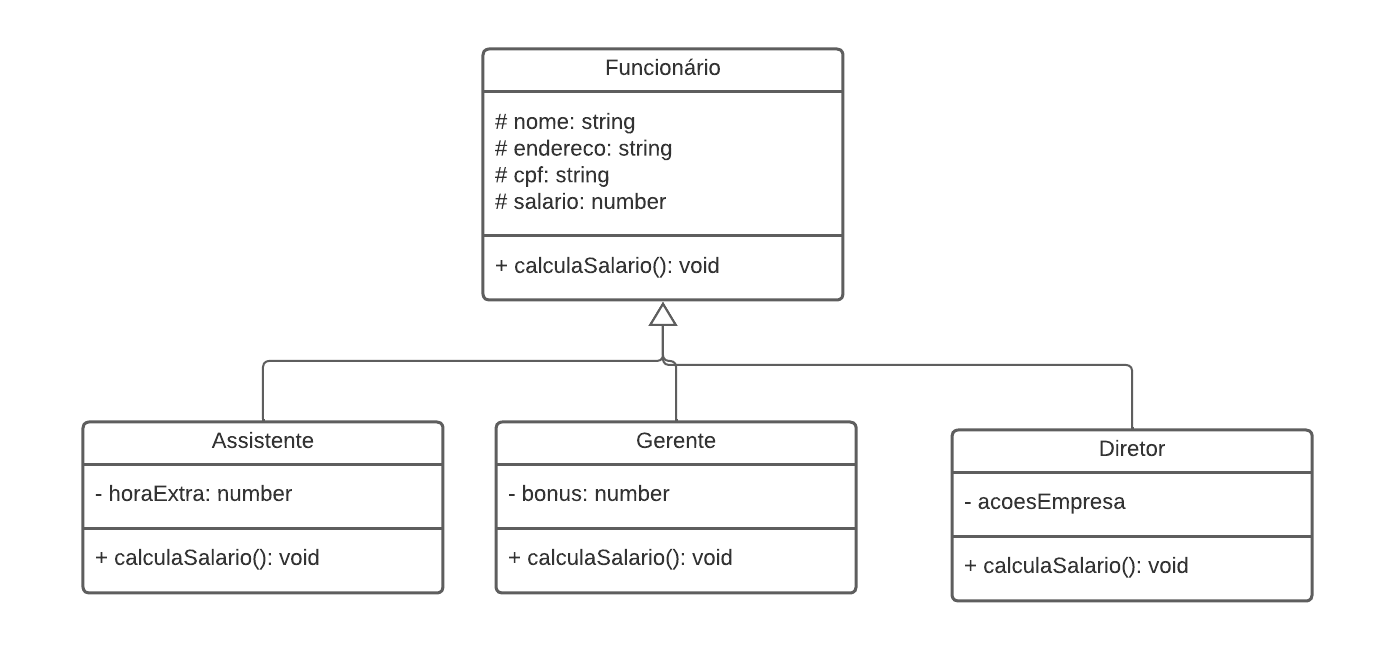 Funcionário
# nome: string
# endereco: string
# cpf: string
# salario: number
+ calculaSalario(): void
Assistente
- horaExtra: number
+ calculaSalario(): void
Gerente
- bonus: number
+ calculaSalario(): void
Diretor
- acoesEmpresa
+ calculaSalario(): void